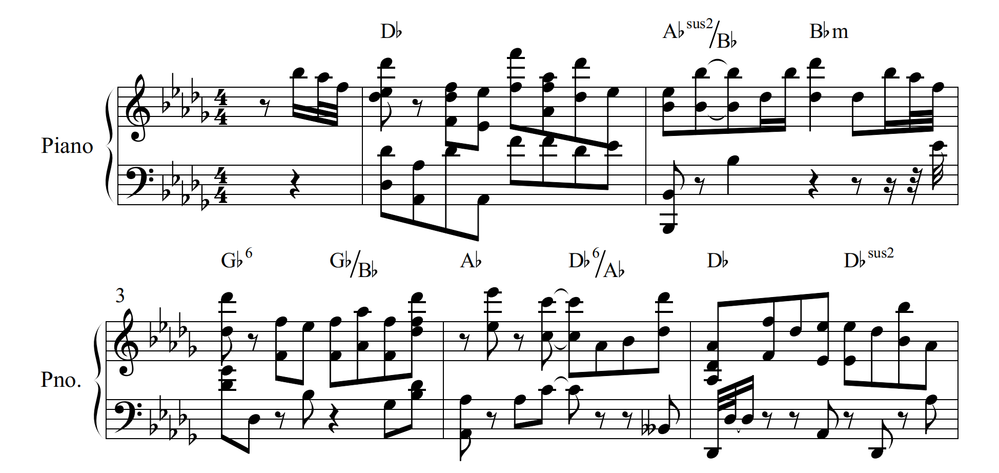 D♭ A♭sus2/B♭ B♭m
Piano
G♭6 G♭/B♭ A♭ D♭6/A♭ D♭ D♭sus2
3
Pno.